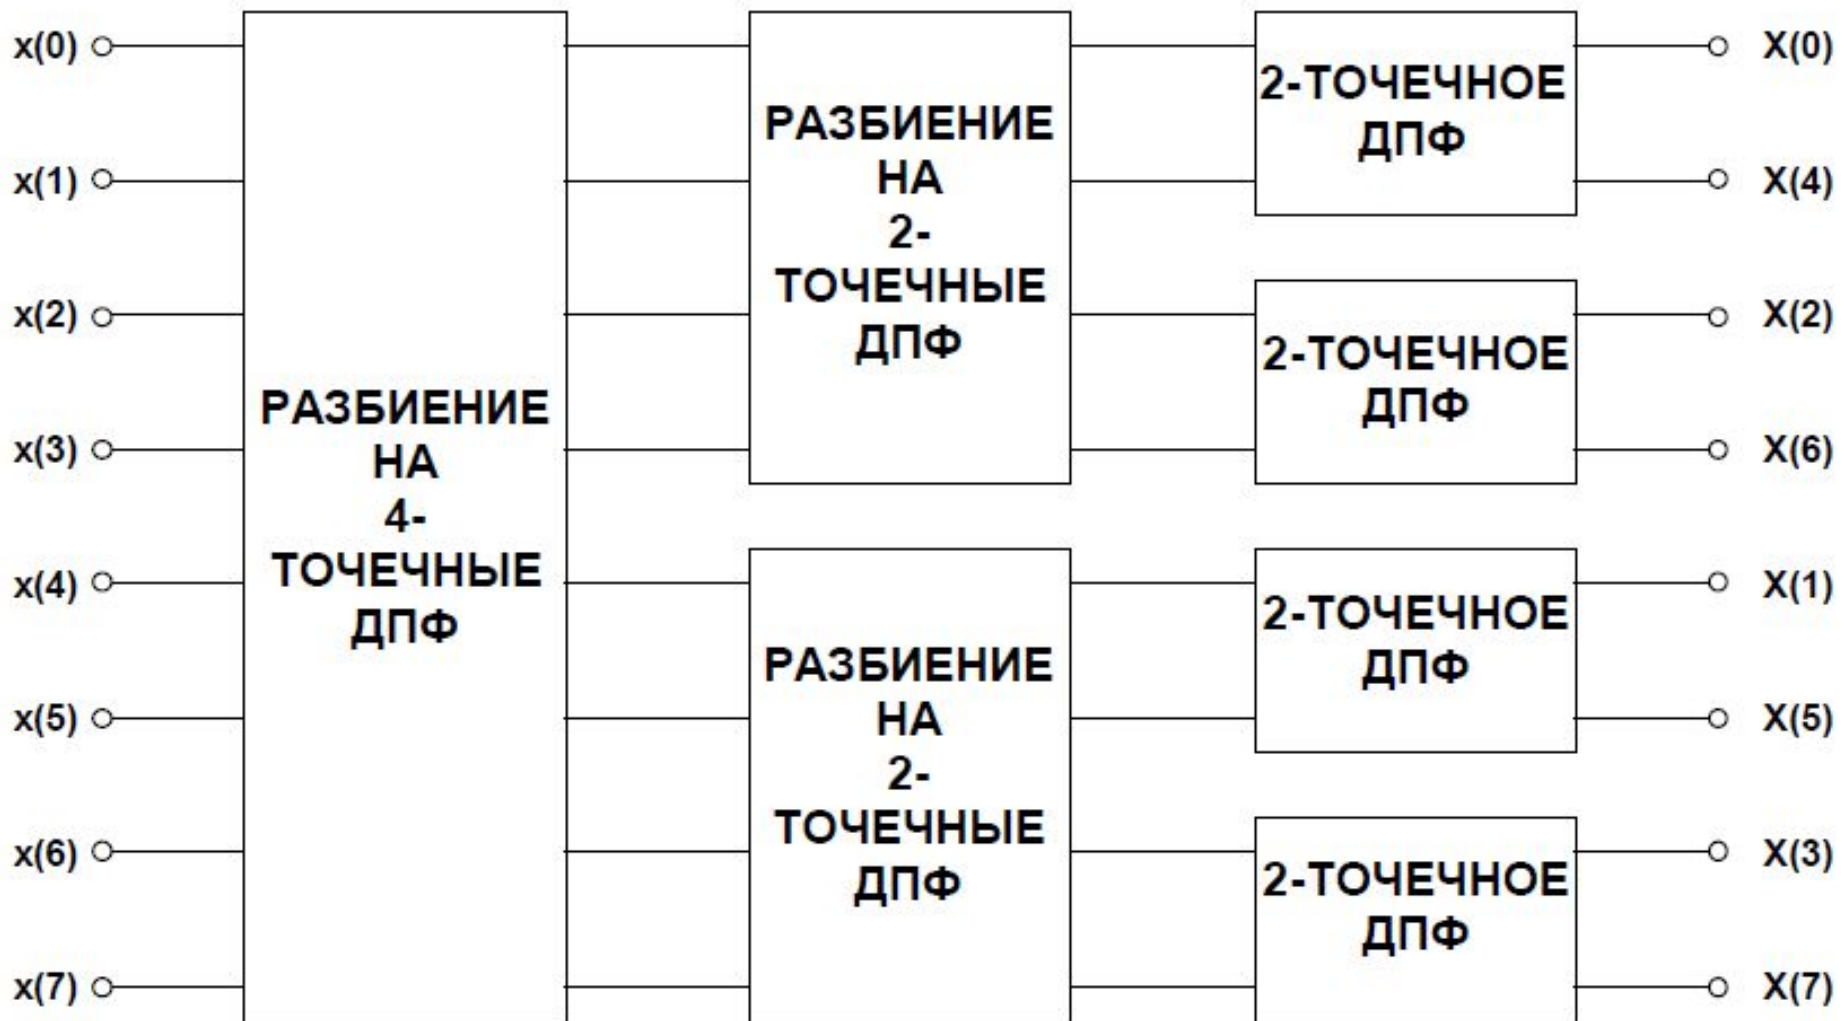 x(0)
x(1)
x(2)
x(3)
x(4)
x(5)
x(6)
x(7)
РАЗБИЕНИЕ
НА
4-
ТОЧЕЧНЫЕ
ДПФ
РАЗБИЕНИЕ
НА
2-
ТОЧЕЧНЫЕ
ДПФ
РАЗБИЕНИЕ
НА
2-
ТОЧЕЧНЫЕ
ДПФ
2-ТОЧЕЧНОЕ
ДПФ
2-ТОЧЕЧНОЕ
ДПФ
2-ТОЧЕЧНОЕ
ДПФ
2-ТОЧЕЧНОЕ
ДПФ
X(0)
X(4)
X(2)
X(6)
X(1)
X(5)
X(3)
X(7)